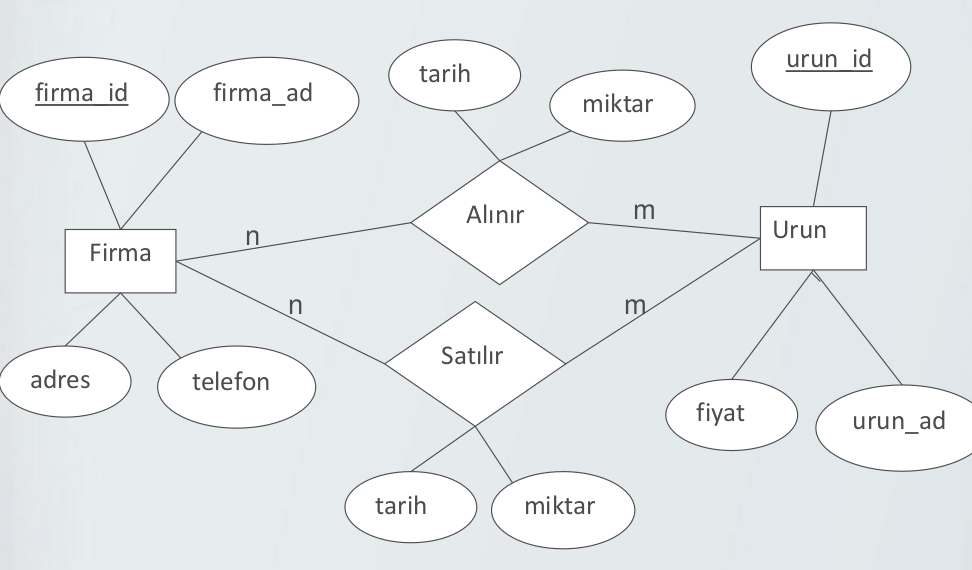 urun_id
tarih
firma_id
firma_ad
miktar
Alınır
m
Urun
n
Firma
n
m
Satılır
adres
telefon
fiyat
urun_ad
tarih
miktar